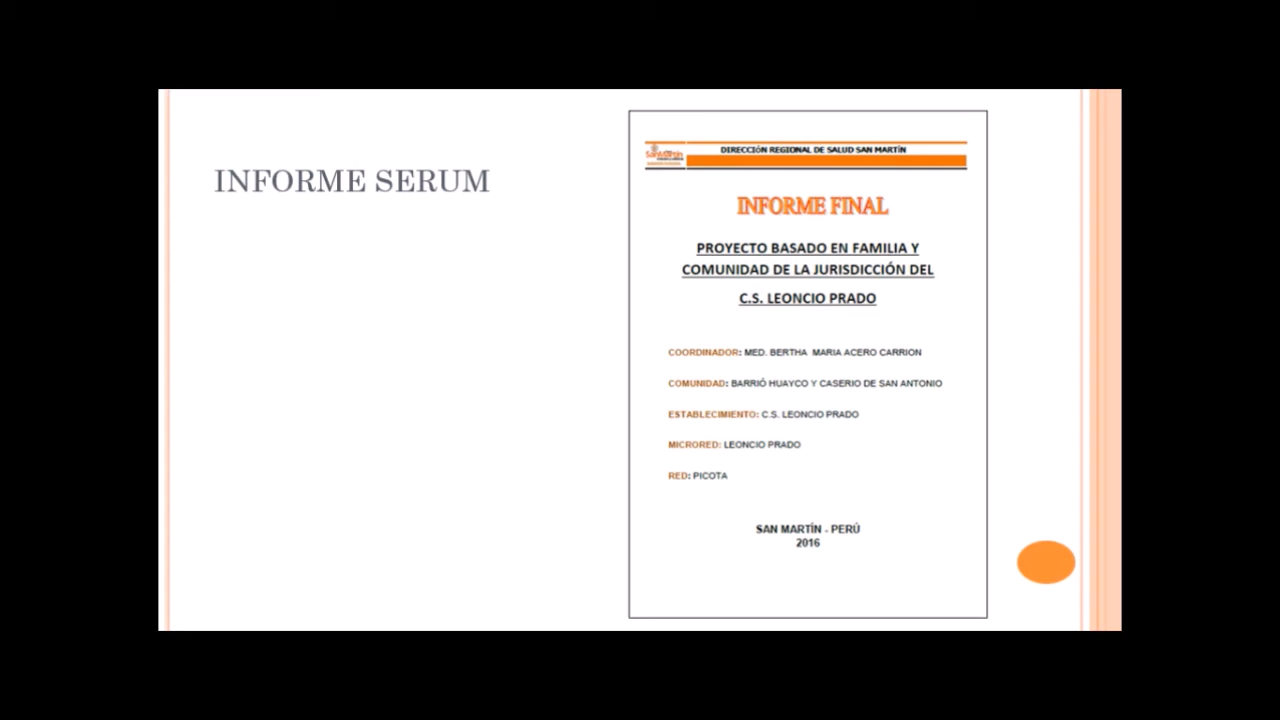 INFORME SERUM
SanMartín
DIRECCIÓN REGIONAL DE SALUD SAN MARTÍN
INFORME FINAL
PROYECTO BASADO EN FAMILIA Y
COMUNIDAD DE LA JURISDICCIÓN DEL
C.S. LEONCIO PRADO
COORDINADOR: MED. BERTHA MARIA ACERO CARRION
COMUNIDAD: BARRIÓ HUAYCO Y CASERIO DE SAN ANTONIO
ESTABLECIMIENTO: C.S. LEONCIO PRADO
MICRORED: LEONCIO PRADO
RED: PICOTA
SAN MARTÍN - PERÚ
2016